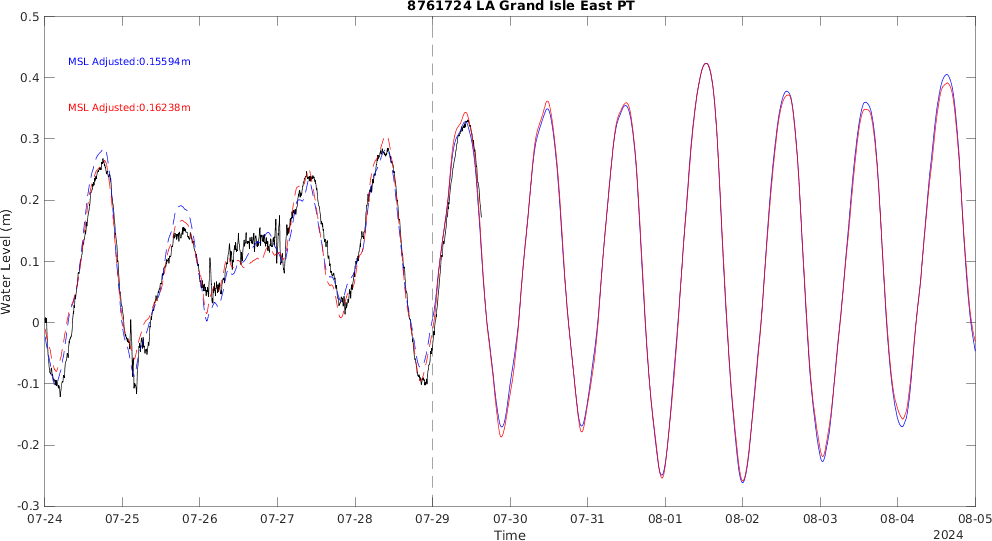 8761724 LA Grand Isle East PT
MSL Adjusted:0.15594m
MSL Adjusted:0.16238m
Water Level (m)
0.5
0.4
0.3
0.2
0.1
0
-0.1
-0.2
-0.3
07-24 07-25 07-26 07-27 07-28 07-29 07-30 07-31 08-01 08-02 08-03 08-04 08-05
Time
2024